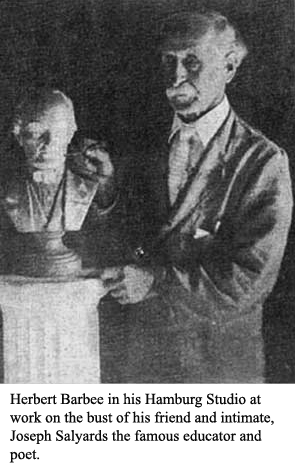 Herbert Barbee in his Hamburg Studio at
work on the bust of his friend and intimate,
Joseph Salyards the famous educator and
poet.